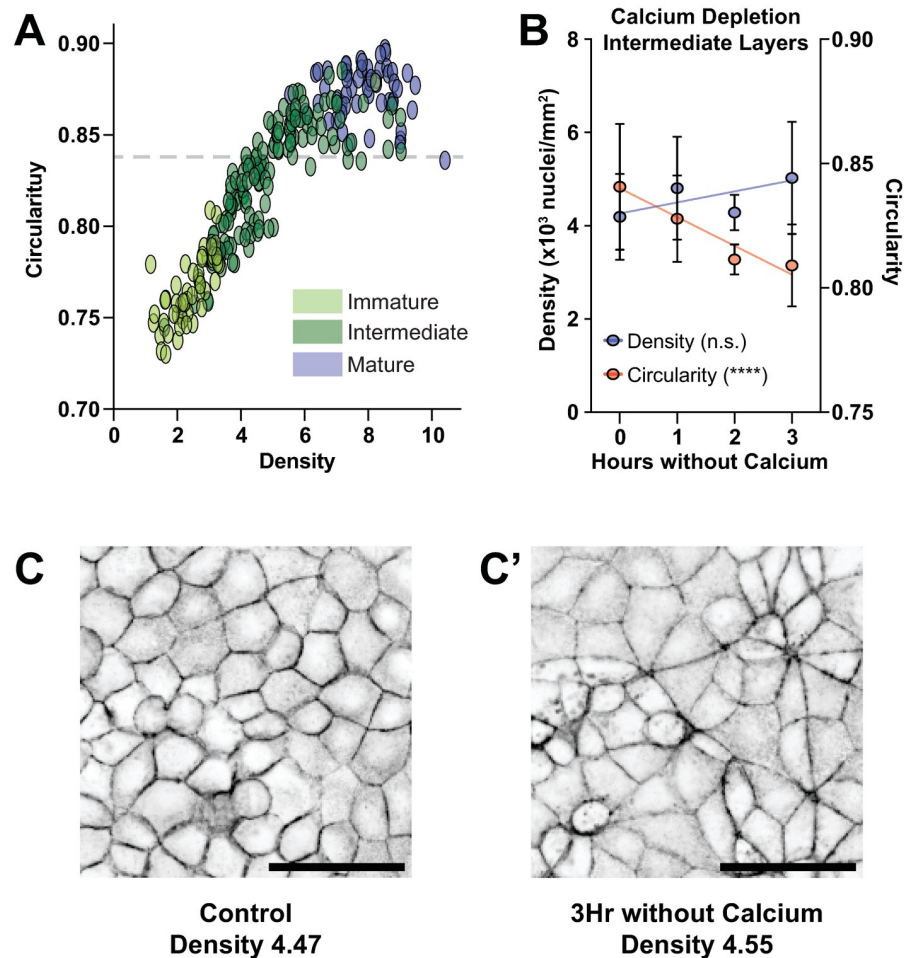 A
0.90
0.85
0.80
0.75
0.70
Circularituy
0 2 4 6 8 10
Density
Immature
Intermediate
Mature
B
Calcium Depletion
Intermediate Layers
8
6
4
2
0
Density (x10³ nuclei/mm²)
0.90
0.85
0.80
0.75
Circularity
Density (n.s.)
Circularity (****)
0 1 2 3
Hours without Calcium
C
Control
Density 4.47
C'
3Hr without Calcium
Density 4.55